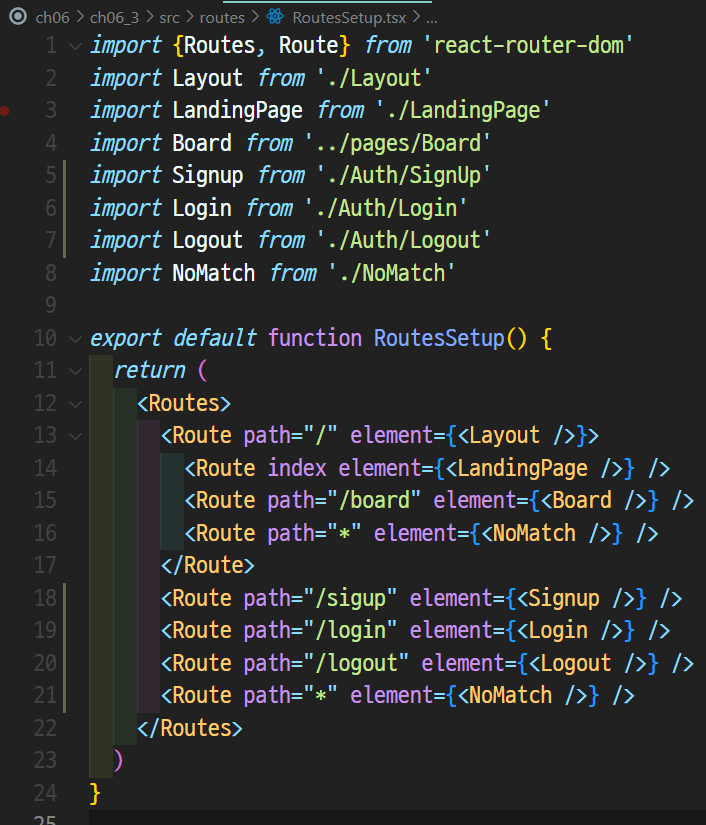 ch06 > ch06_3 > src > routes > RoutesSetup.tsx > ...
1 import {Routes, Route} from 'react-router-dom'
2 import Layout from './Layout'
3 import LandingPage from './LandingPage'
4 import Board from '../pages/Board'
5 import Signup from './Auth/SignUp'
6 import Login from './Auth/Login'
7 import Logout from './Auth/Logout'
8 import NoMatch from './NoMatch'
9
10 export default function RoutesSetup() {
11   return (
12     <Routes>
13       <Route path="/" element={<Layout />}>
14         <Route index element={<LandingPage />} />
15         <Route path="/board" element={<Board />} />
16         <Route path="*" element={<NoMatch />} />
17       </Route>
18       <Route path="/sigup" element={<Signup />} />
19       <Route path="/login" element={<Login />} />
20       <Route path="/logout" element={<Logout />} />
21       <Route path="*" element={<NoMatch />} />
22     </Routes>
23   )
24 }
25